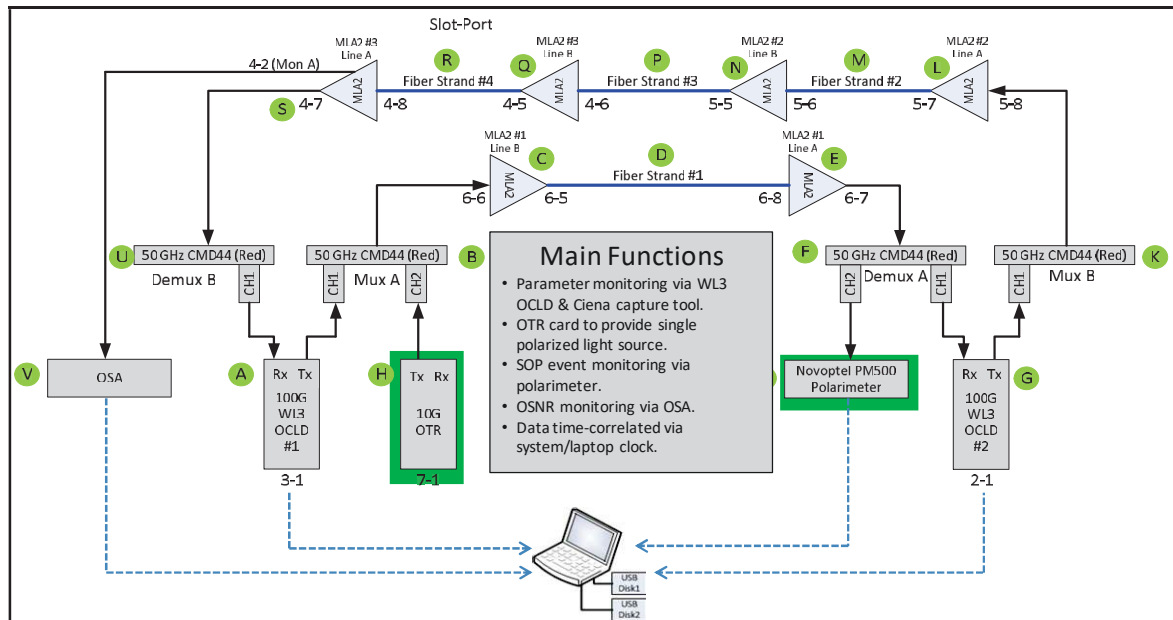 Slot-Port
MLA2 #3
Line A
MLA2 #3
Line B
MLA2 #2
Line B
MLA2 #2
Line A
4-2 (Mon A)
R
Q
P
N
M
L
MLA2
Fiber Strand #4
MLA2
Fiber Strand #3
MLA2
Fiber Strand #2
MLA2
S
4-7
4-8
4-5
4-6
5-5
5-6
5-7
5-8
MLA2 #1
Line B
MLA2 #1
Line A
C
D
E
MLA2
Fiber Strand #1
MLA2
6-6
6-5
6-8
6-7
U
50 GHz CMD44 (Red)
50 GHz CMD44 (Red)
B
F
50 GHz CMD44 (Red)
50 GHz CMD44 (Red)
K
Demux B
CH1
CH1
Mux A
CH2
CH2
Demux A
CH1
CH1
Mux B
Main Functions
• Parameter monitoring via WL3
OCLD & Ciena capture tool.
• OTR card to provide single
polarized light source.
• SOP event monitoring via
polarimeter.
• OSNR monitoring via OSA.
• Data time-correlated via
system/laptop clock.
V
OSA
A
Rx Tx
100G
WL3
OCLD
#1
3-1
H
Tx Rx
10G
OTR
7-1
Novoptel PM500
Polarimeter
Rx Tx
100G
WL3
OCLD
#2
G
2-1
USB
Disk1
USB
Disk2